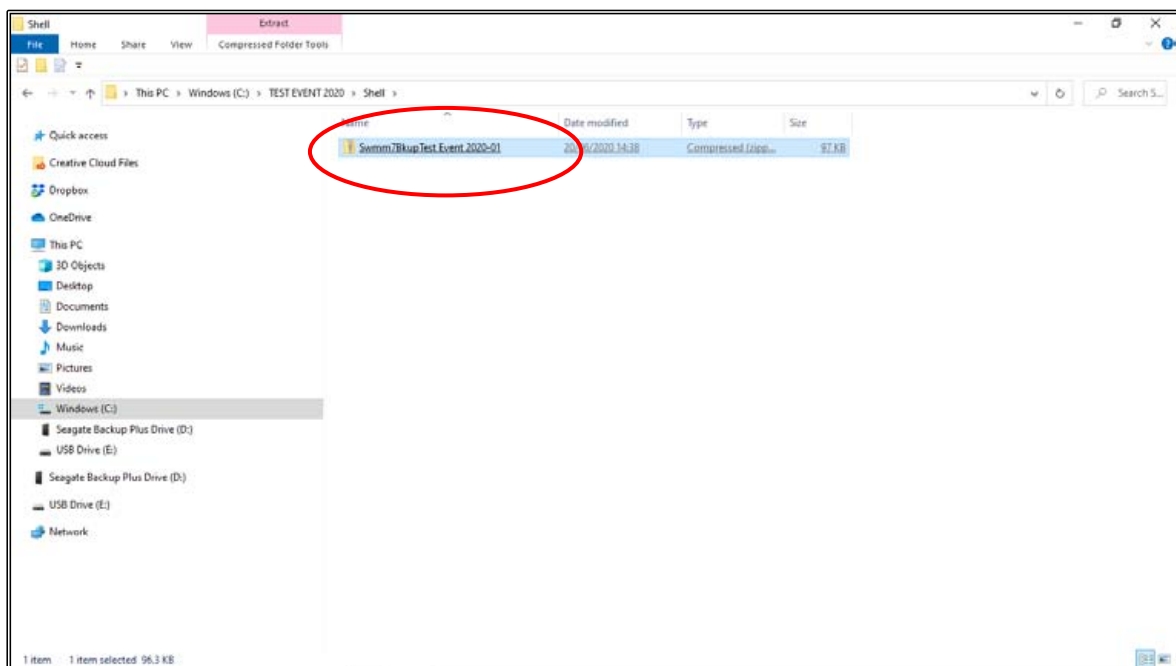 Shell Extract
File Home Share View Compressed Folder Tools
This PC > Windows (C:) > TEST EVENT 2020 > Shell > Search S...
Name Date modified Type Size
Swmm7BkupTest Event 2020-01 14:38 Compressed (zipp... 97 KB
Quick access
Creative Cloud Files
Dropbox
OneDrive
This PC
3D Objects
Desktop
Documents
Downloads
Music
Pictures
Videos
Windows (C:)
Seagate Backup Plus Drive (D:)
USB Drive (E:)
Seagate Backup Plus Drive (D:)
USB Drive (E:)
Network
1 item 1 item selected 96.3 KB